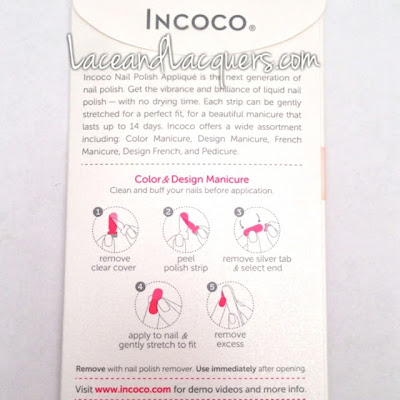 INCOCO®
Laceandlacquers.com
Incoco Nail Polish Appliqué is the next generation of
nail polish. Get the vibrance and brilliance of liquid nail
polish — with no drying time. Each strip can be gently
stretched for a perfect fit, for a beautiful manicure that
lasts up to 14 days. Incoco offers a wide assortment
including: Color Manicure, Design Manicure, French
Manicure, Design French, and Pedicure.
Color & Design Manicure
Clean and buff your nails before application.
1 2 3
remove peel remove silver tab
clear cover polish strip & select end
4 5
apply to nail & remove
gently stretch to fit excess
Remove with nail polish remover. Use immediately after opening.
Visit www.incoco.com for demo videos and more info.